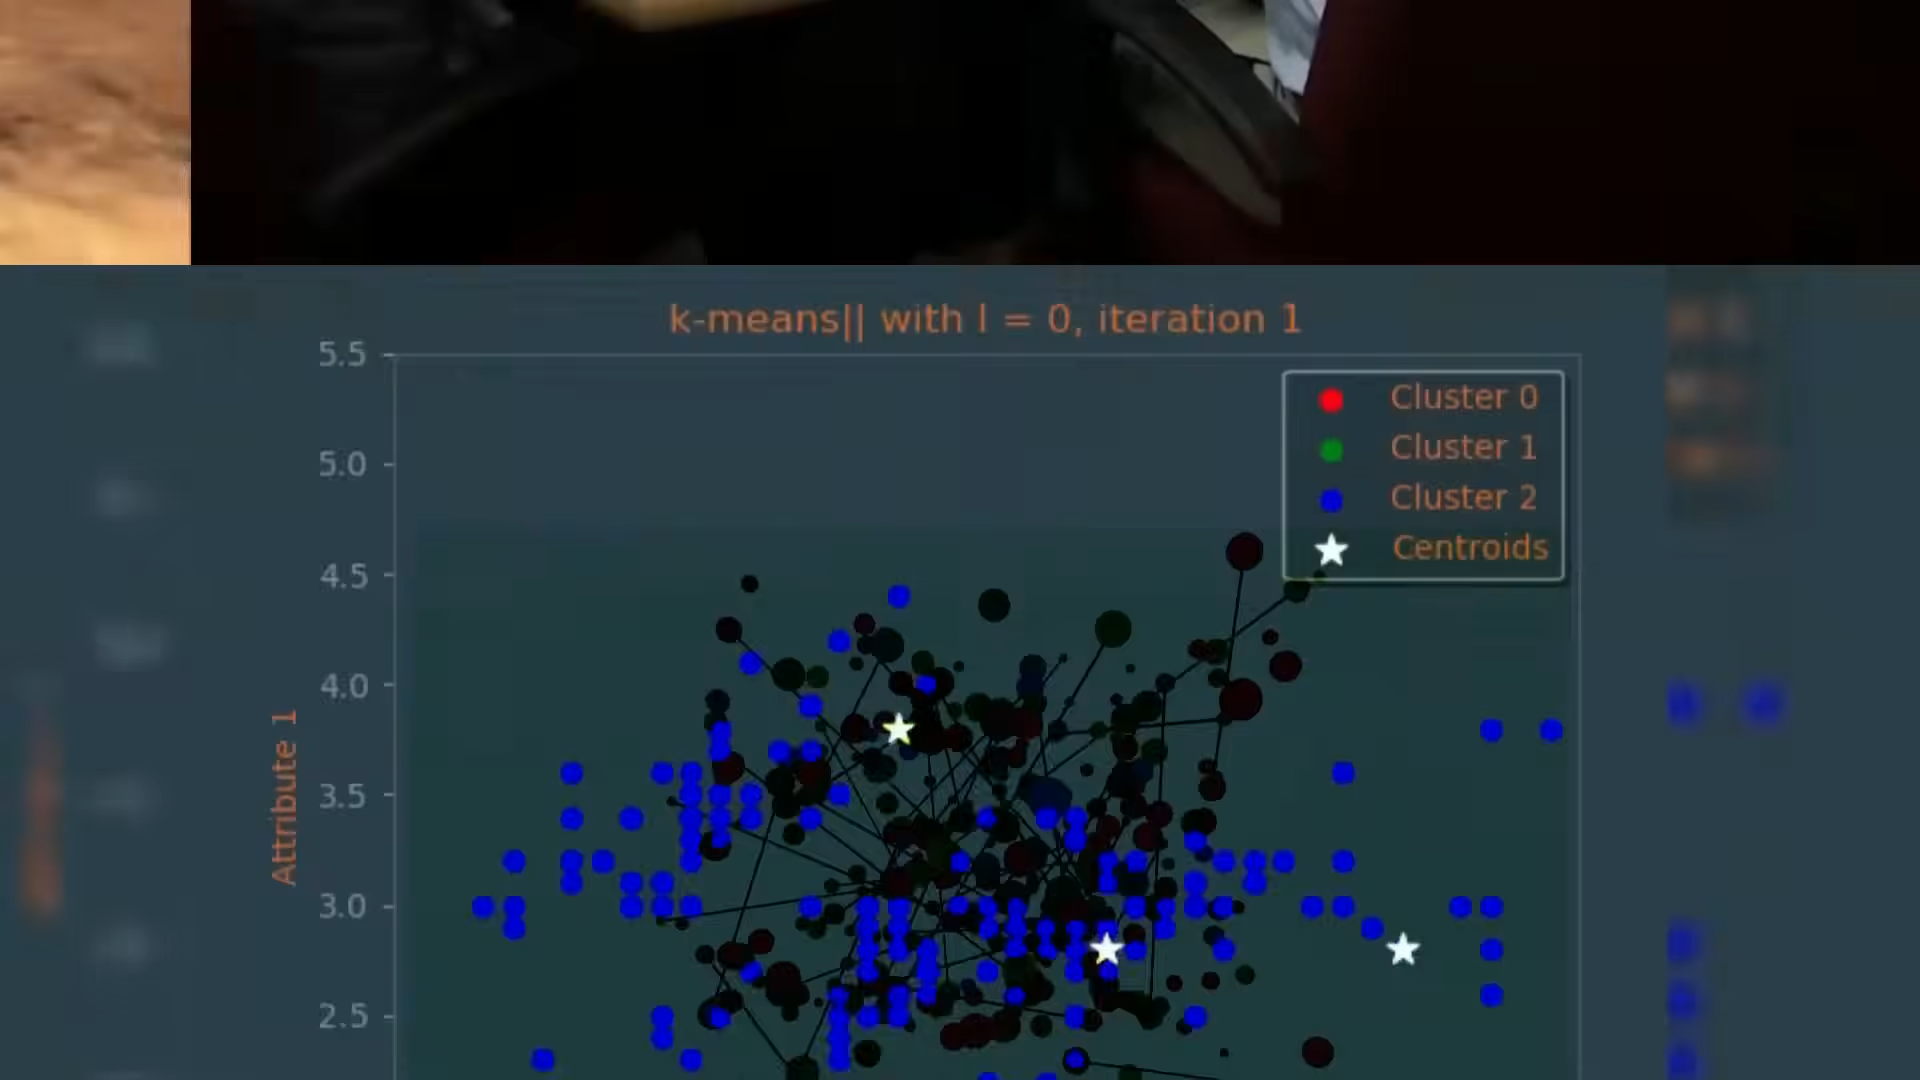 k-means|| with l = 0, iteration 1
5.5
Cluster 0
Cluster 1
5.0
Cluster 2
Centroids
4.5
4.0
Attribute 1
3.5
3.0
2.5